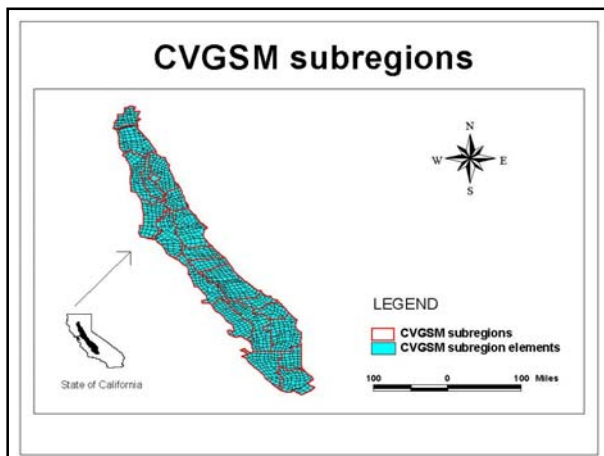 CVGSM subregions
N
W E
S
LEGEND
CVGSM subregions
CVGSM subregion elements
State of California
100 0 100 Miles